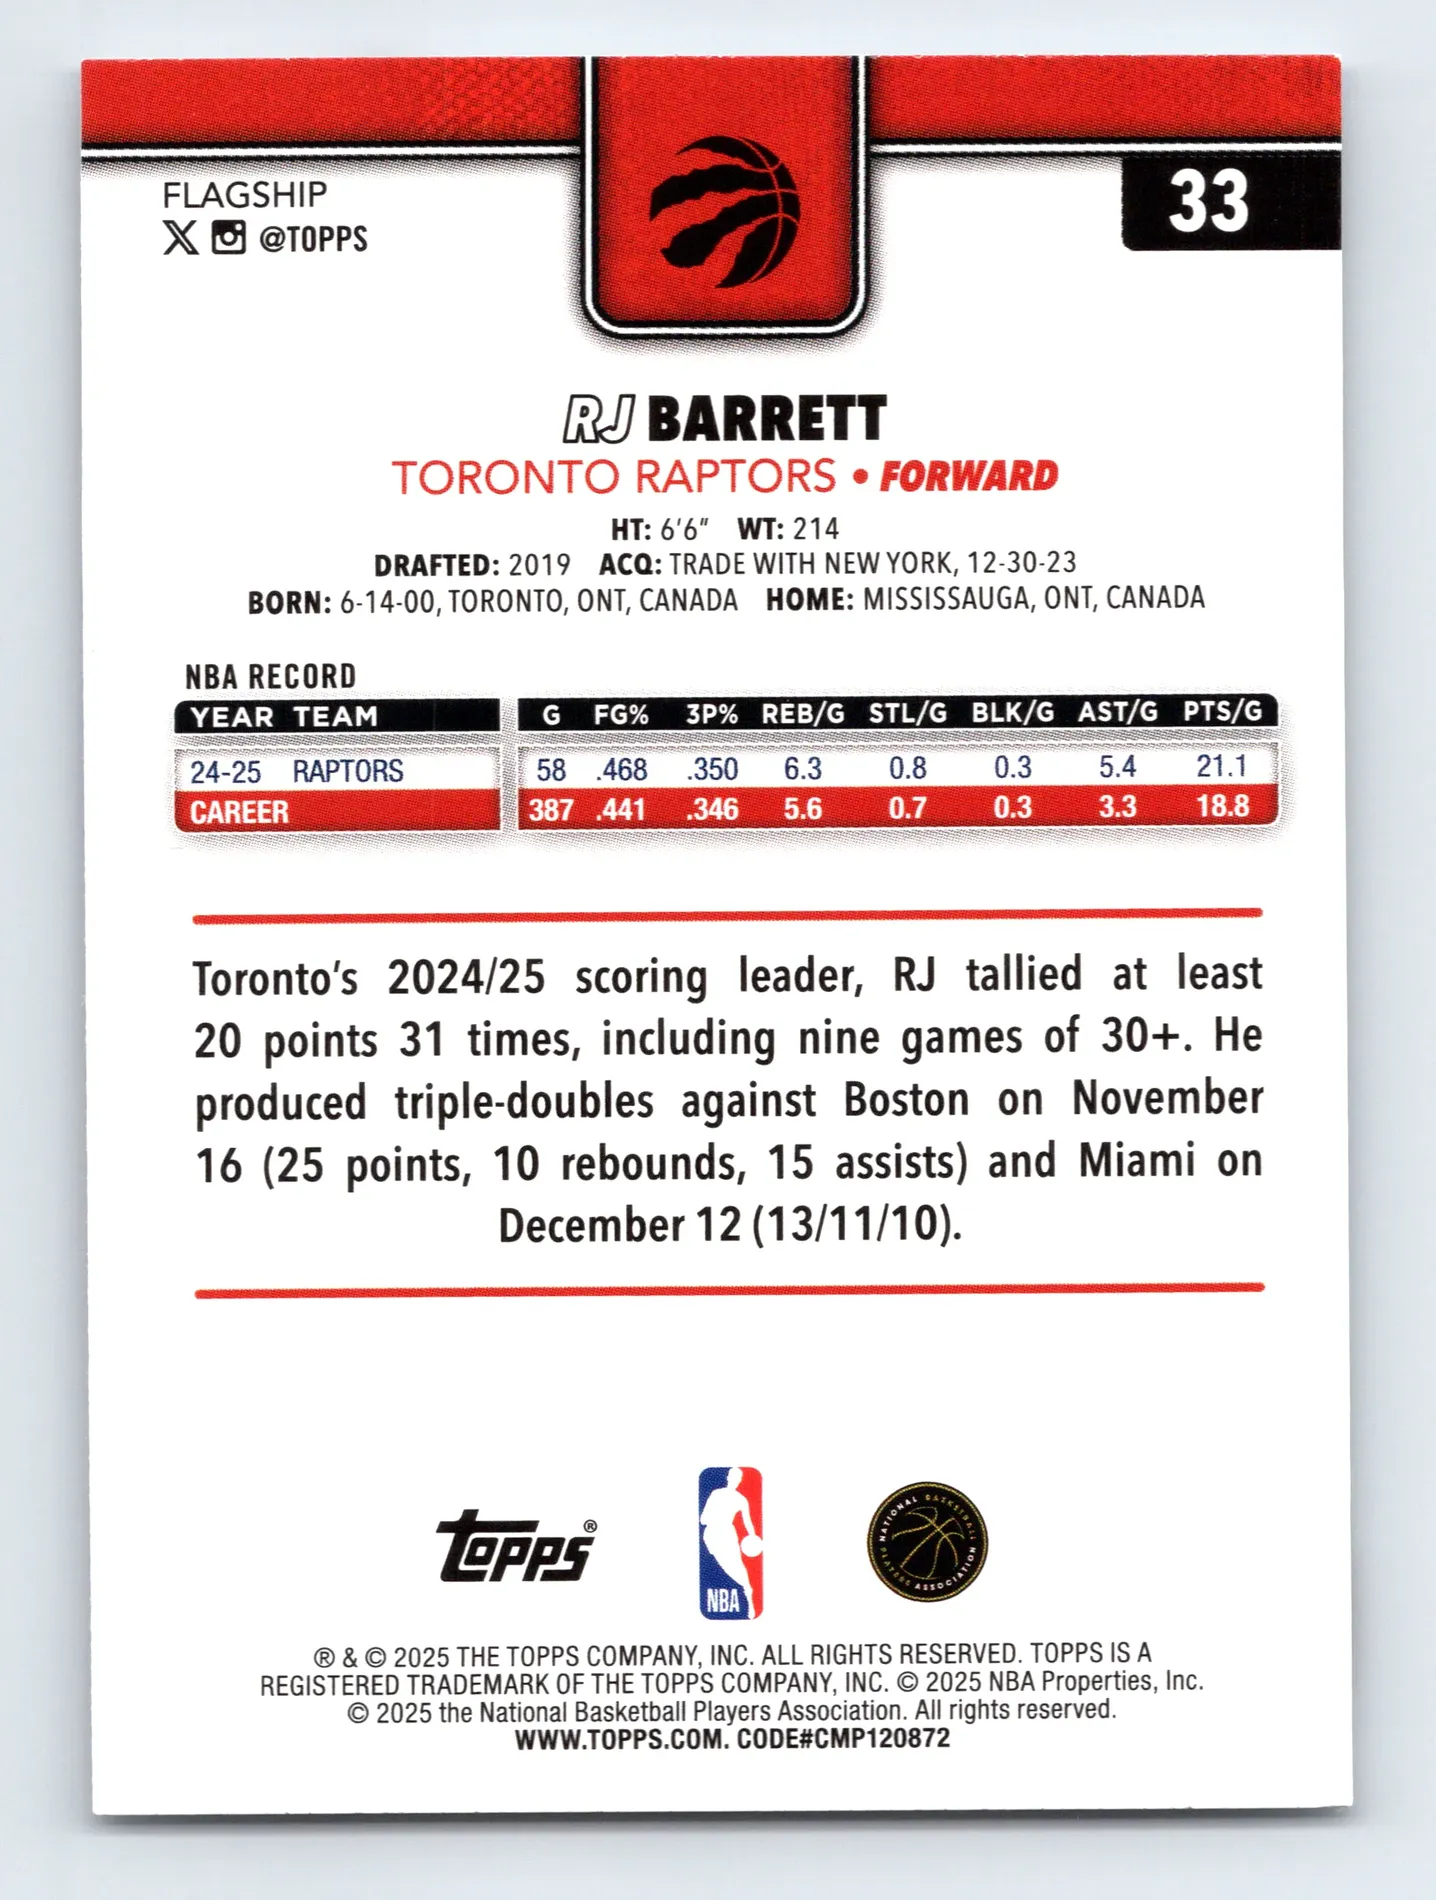 FLAGSHIP
33
@TOPPS
RJ BARRETT
TORONTO RAPTORS • FORWARD
HT: 6'6" WT: 214
DRAFTED: 2019 ACQ: TRADE WITH NEW YORK, 12-30-23
BORN: 6-14-00, TORONTO, ONT, CANADA HOME: MISSISSAUGA, ONT, CANADA
NBA RECORD
YEAR TEAM G FG% 3P% REB/G STL/G BLK/G AST/G PTS/G
24-25 RAPTORS 58 .468 .350 6.3 0.8 0.3 5.4 21.1
CAREER 387 .441 .346 5.6 0.7 0.3 3.3 18.8
Toronto's 2024/25 scoring leader, RJ tallied at least
20 points 31 times, including nine games of 30+. He
produced triple-doubles against Boston on November
16 (25 points, 10 rebounds, 15 assists) and Miami on
December 12 (13/11/10).
topps®
NBA
NATIONAL BASKETBALL PLAYERS ASSOCIATION
® & © 2025 THE TOPPS COMPANY, INC. ALL RIGHTS RESERVED. TOPPS IS A
REGISTERED TRADEMARK OF THE TOPPS COMPANY, INC. © 2025 NBA Properties, Inc.
© 2025 the National Basketball Players Association. All rights reserved.
WWW.TOPPS.COM. CODE#CMP120872